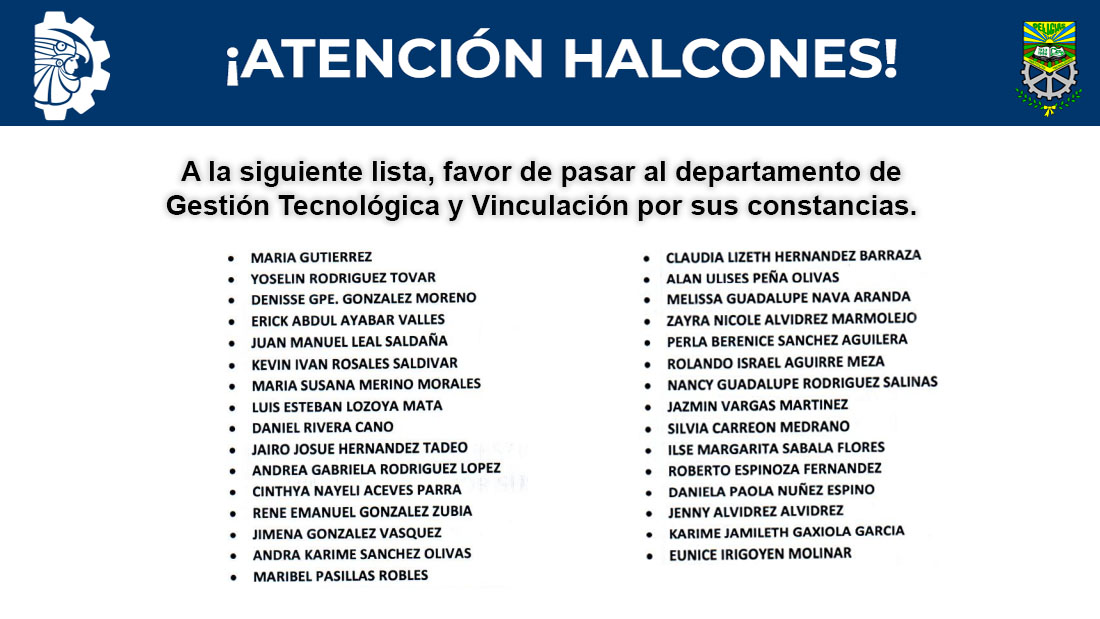 ¡ATENCIÓN HALCONES!
DELICIAS
A la siguiente lista, favor de pasar al departamento de
Gestión Tecnológica y Vinculación por sus constancias.
• MARIA GUTIERREZ
• YOSELIN RODRIGUEZ TOVAR
• DENISSE GPE. GONZALEZ MORENO
• ERICK ABDUL AYABAR VALLES
• JUAN MANUEL LEAL SALDAÑA
• KEVIN IVAN ROSALES SALDIVAR
• MARIA SUSANA MERINO MORALES
• LUIS ESTEBAN LOZOYA MATA
• DANIEL RIVERA CANO
• JAIRO JOSUE HERNANDEZ TADEO
• ANDREA GABRIELA RODRIGUEZ LOPEZ
• CINTHYA NAYELI ACEVES PARRA
• RENE EMANUEL GONZALEZ ZUBIA
• JIMENA GONZALEZ VASQUEZ
• ANDRA KARIME SANCHEZ OLIVAS
• MARIBEL PASILLAS ROBLES
• CLAUDIA LIZETH HERNANDEZ BARRAZA
• ALAN ULISES PEÑA OLIVAS
• MELISSA GUADALUPE NAVA ARANDA
• ZAYRA NICOLE ALVIDREZ MARMOLEJO
• PERLA BERENICE SANCHEZ AGUILERA
• ROLANDO ISRAEL AGUIRRE MEZA
• NANCY GUADALUPE RODRIGUEZ SALINAS
• JAZMIN VARGAS MARTINEZ
• SILVIA CARREON MEDRANO
• ILSE MARGARITA SABALA FLORES
• ROBERTO ESPINOZA FERNANDEZ
• DANIELA PAOLA NUÑEZ ESPINO
• JENNY ALVIDREZ ALVIDREZ
• KARIME JAMILETH GAXIOLA GARCIA
• EUNICE IRIGOYEN MOLINAR